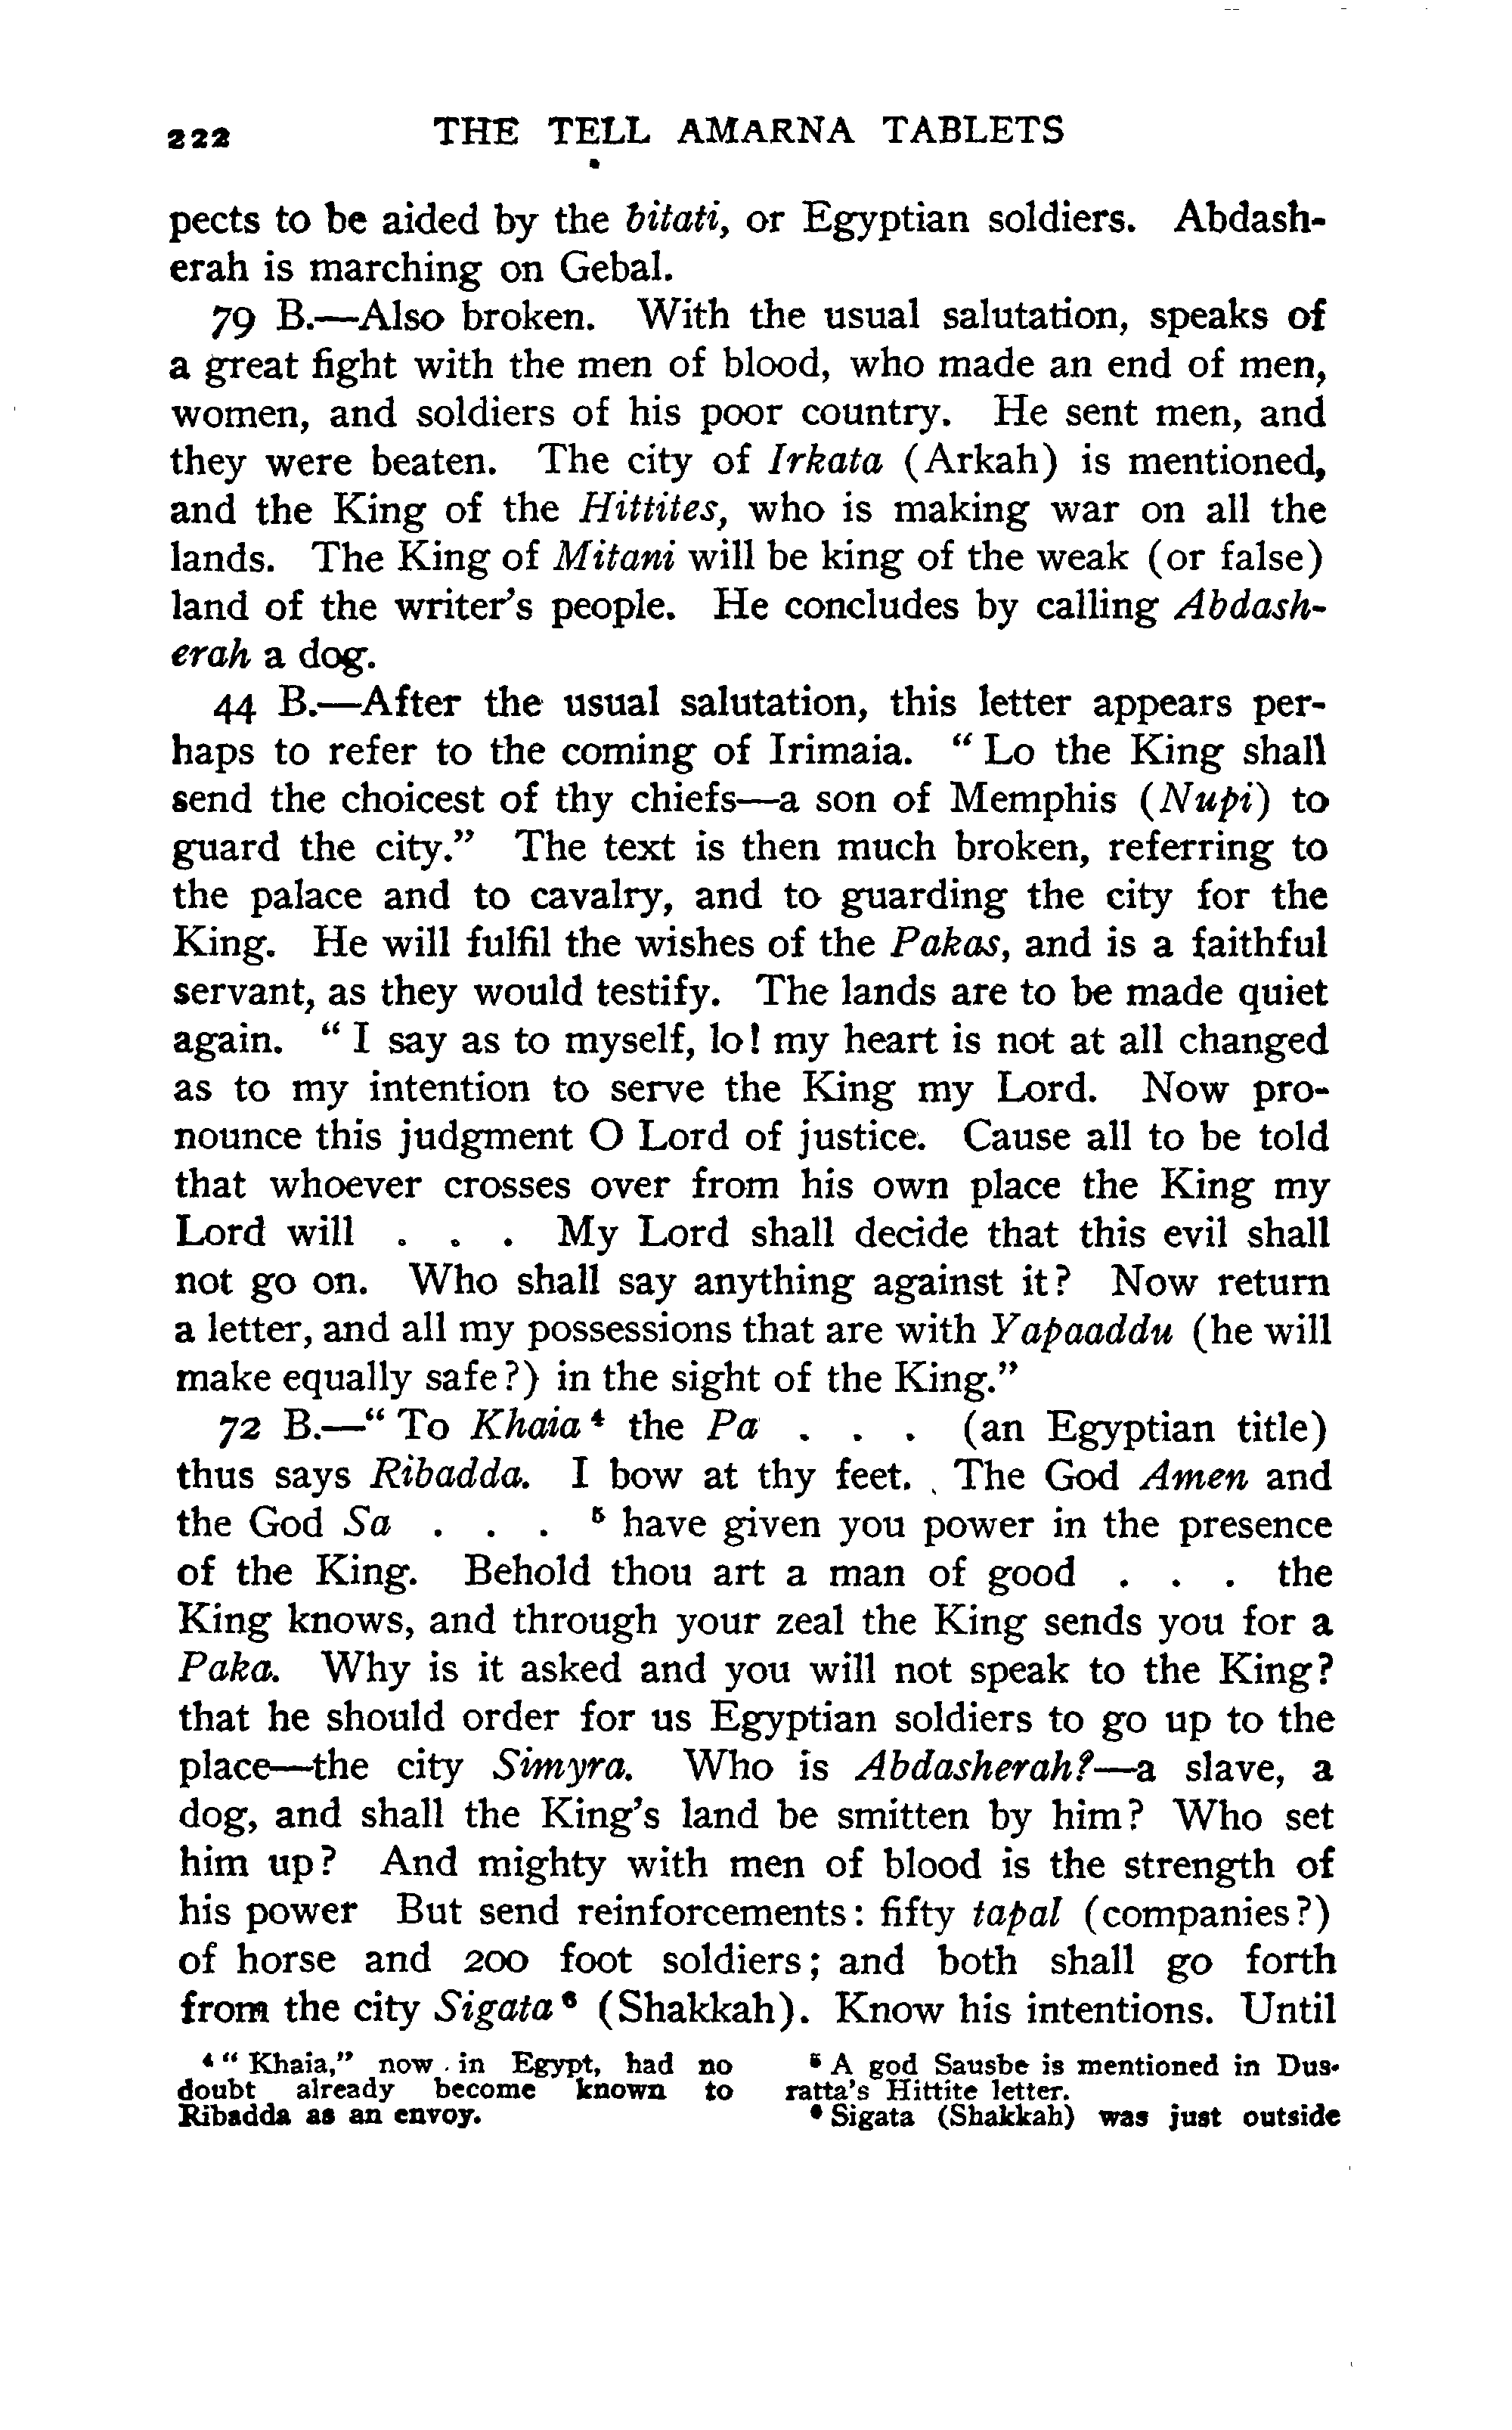 222 THE TELL AMARNA TABLETS
pects to be aided by the bitati, or Egyptian soldiers. Abdash-
erah is marching on Gebal.
79 B.—Also broken. With the usual salutation, speaks of
a great fight with the men of blood, who made an end of men,
women, and soldiers of his poor country. He sent men, and
they were beaten. The city of Irkata (Arkah) is mentioned,
and the King of the Hittites, who is making war on all the
lands. The King of Mitani will be king of the weak (or false)
land of the writer's people. He concludes by calling Abdash-
erah a dog.
44 B.—After the usual salutation, this letter appears per-
haps to refer to the coming of Irimaia. "Lo the King shall
send the choicest of thy chiefs—a son of Memphis (Nupi) to
guard the city." The text is then much broken, referring to
the palace and to cavalry, and to guarding the city for the
King. He will fulfil the wishes of the Pakas, and is a faithful
servant, as they would testify. The lands are to be made quiet
again. "I say as to myself, lo! my heart is not at all changed
as to my intention to serve the King my Lord. Now pro-
nounce this judgment O Lord of justice. Cause all to be told
that whoever crosses over from his own place the King my
Lord will . . . My Lord shall decide that this evil shall
not go on. Who shall say anything against it? Now return
a letter, and all my possessions that are with Yapaaddu (he will
make equally safe?) in the sight of the King."
72 B.—"To Khaia⁴ the Pa . . . (an Egyptian title)
thus says Ribadda. I bow at thy feet. The God Amen and
the God Sa . . . ⁵ have given you power in the presence
of the King. Behold thou art a man of good . . . the
King knows, and through your zeal the King sends you for a
Paka. Why is it asked and you will not speak to the King?
that he should order for us Egyptian soldiers to go up to the
place—the city Simyra. Who is Abdasherah?—a slave, a
dog, and shall the King's land be smitten by him? Who set
him up? And mighty with men of blood is the strength of
his power But send reinforcements: fifty tapal (companies?)
of horse and 200 foot soldiers; and both shall go forth
from the city Sigata⁶ (Shakkah). Know his intentions. Until
⁴ "Khaia," now in Egypt, had no
doubt already become known to
Ribadda as an envoy.
⁵ A god Sausbe is mentioned in Dus-
ratta's Hittite letter.
⁶ Sigata (Shakkah) was just outside